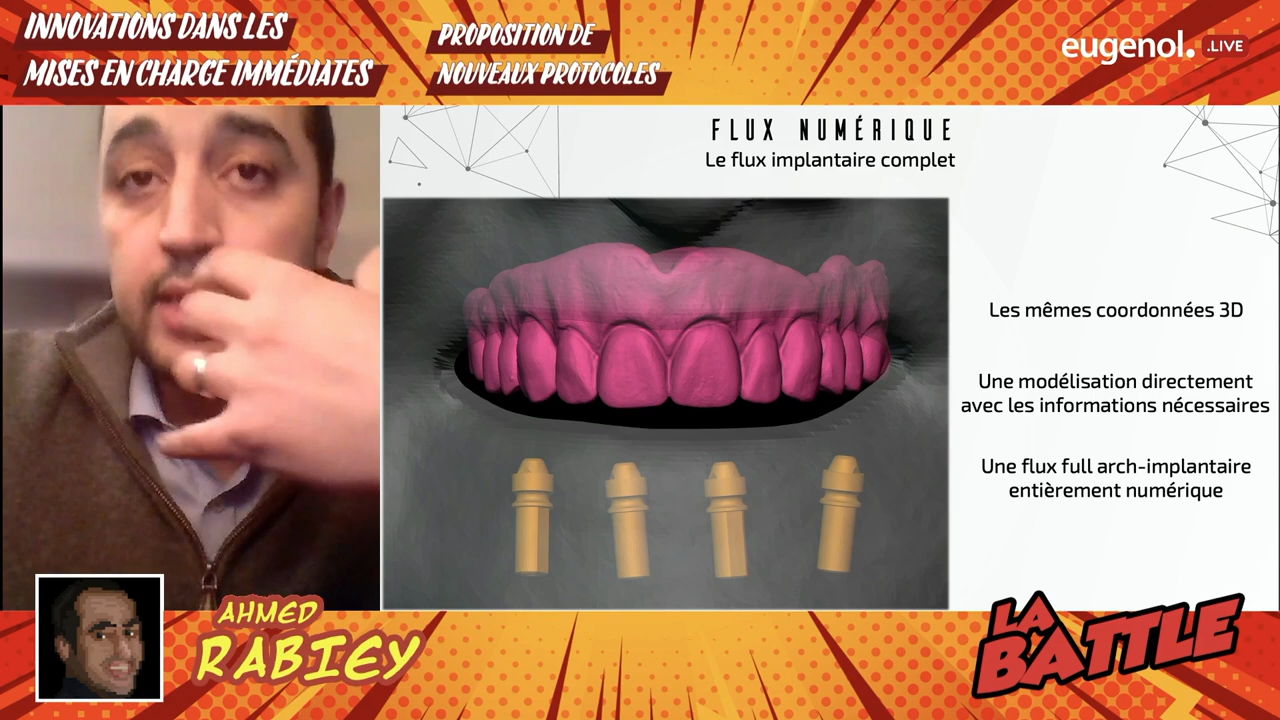 INNOVATIONS DANS LES
MISES EN CHARGE IMMÉDIATES
PROPOSITION DE
NOUVEAUX PROTOCOLES
eugenol. .LIVE
FLUX NUMÉRIQUE
Le flux implantaire complet
Les mêmes coordonnées 3D
Une modélisation directement
avec les informations nécessaires
Une flux full arch-implantaire
entièrement numérique
AHMED
RABIEY
LA
BATTLE